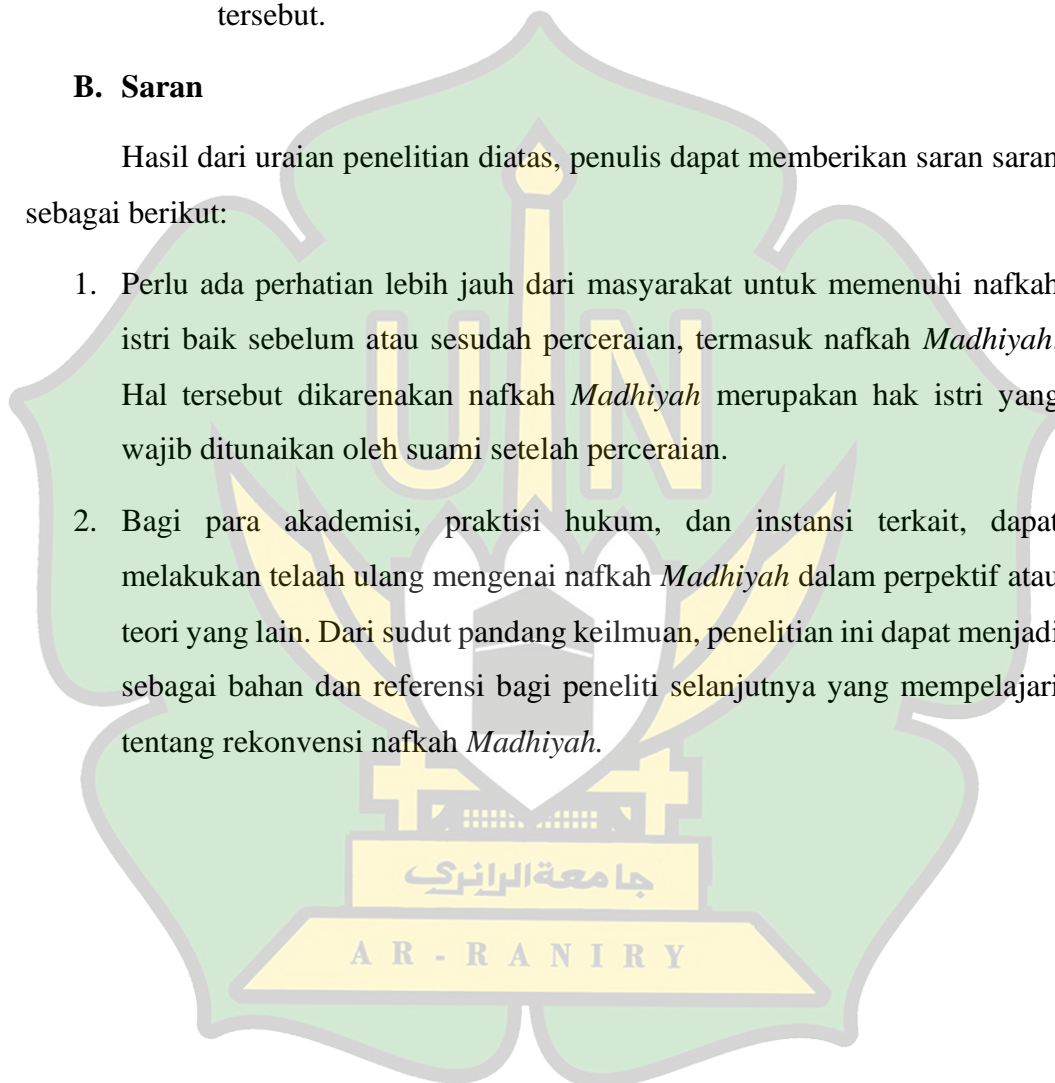 tersebut.
B. Saran
Hasil dari uraian penelitian diatas, penulis dapat memberikan saran saran
sebagai berikut:
1. Perlu ada perhatian lebih jauh dari masyarakat untuk memenuhi nafkah
istri baik sebelum atau sesudah perceraian, termasuk nafkah Madhiyah.
Hal tersebut dikarenakan nafkah Madhiyah merupakan hak istri yang
wajib ditunaikan oleh suami setelah perceraian.
2. Bagi para akademisi, praktisi hukum, dan instansi terkait, dapat
melakukan telaah ulang mengenai nafkah Madhiyah dalam perpektif atau
teori yang lain. Dari sudut pandang keilmuan, penelitian ini dapat menjadi
sebagai bahan dan referensi bagi peneliti selanjutnya yang mempelajari
tentang rekonvensi nafkah Madhiyah.
UIN
جامعةالرانرك
AR-RANIRY